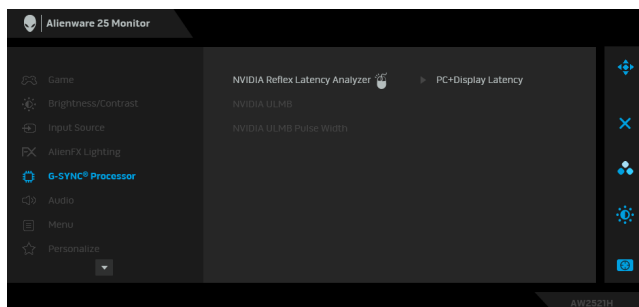 Alienware 25 Monitor
Game
Brightness/Contrast
Input Source
AlienFX Lighting
G-SYNC® Processor
Audio
Menu
Personalize
NVIDIA Reflex Latency Analyzer
PC+Display Latency
NVIDIA ULMB
NVIDIA ULMB Pulse Width
AW2521H